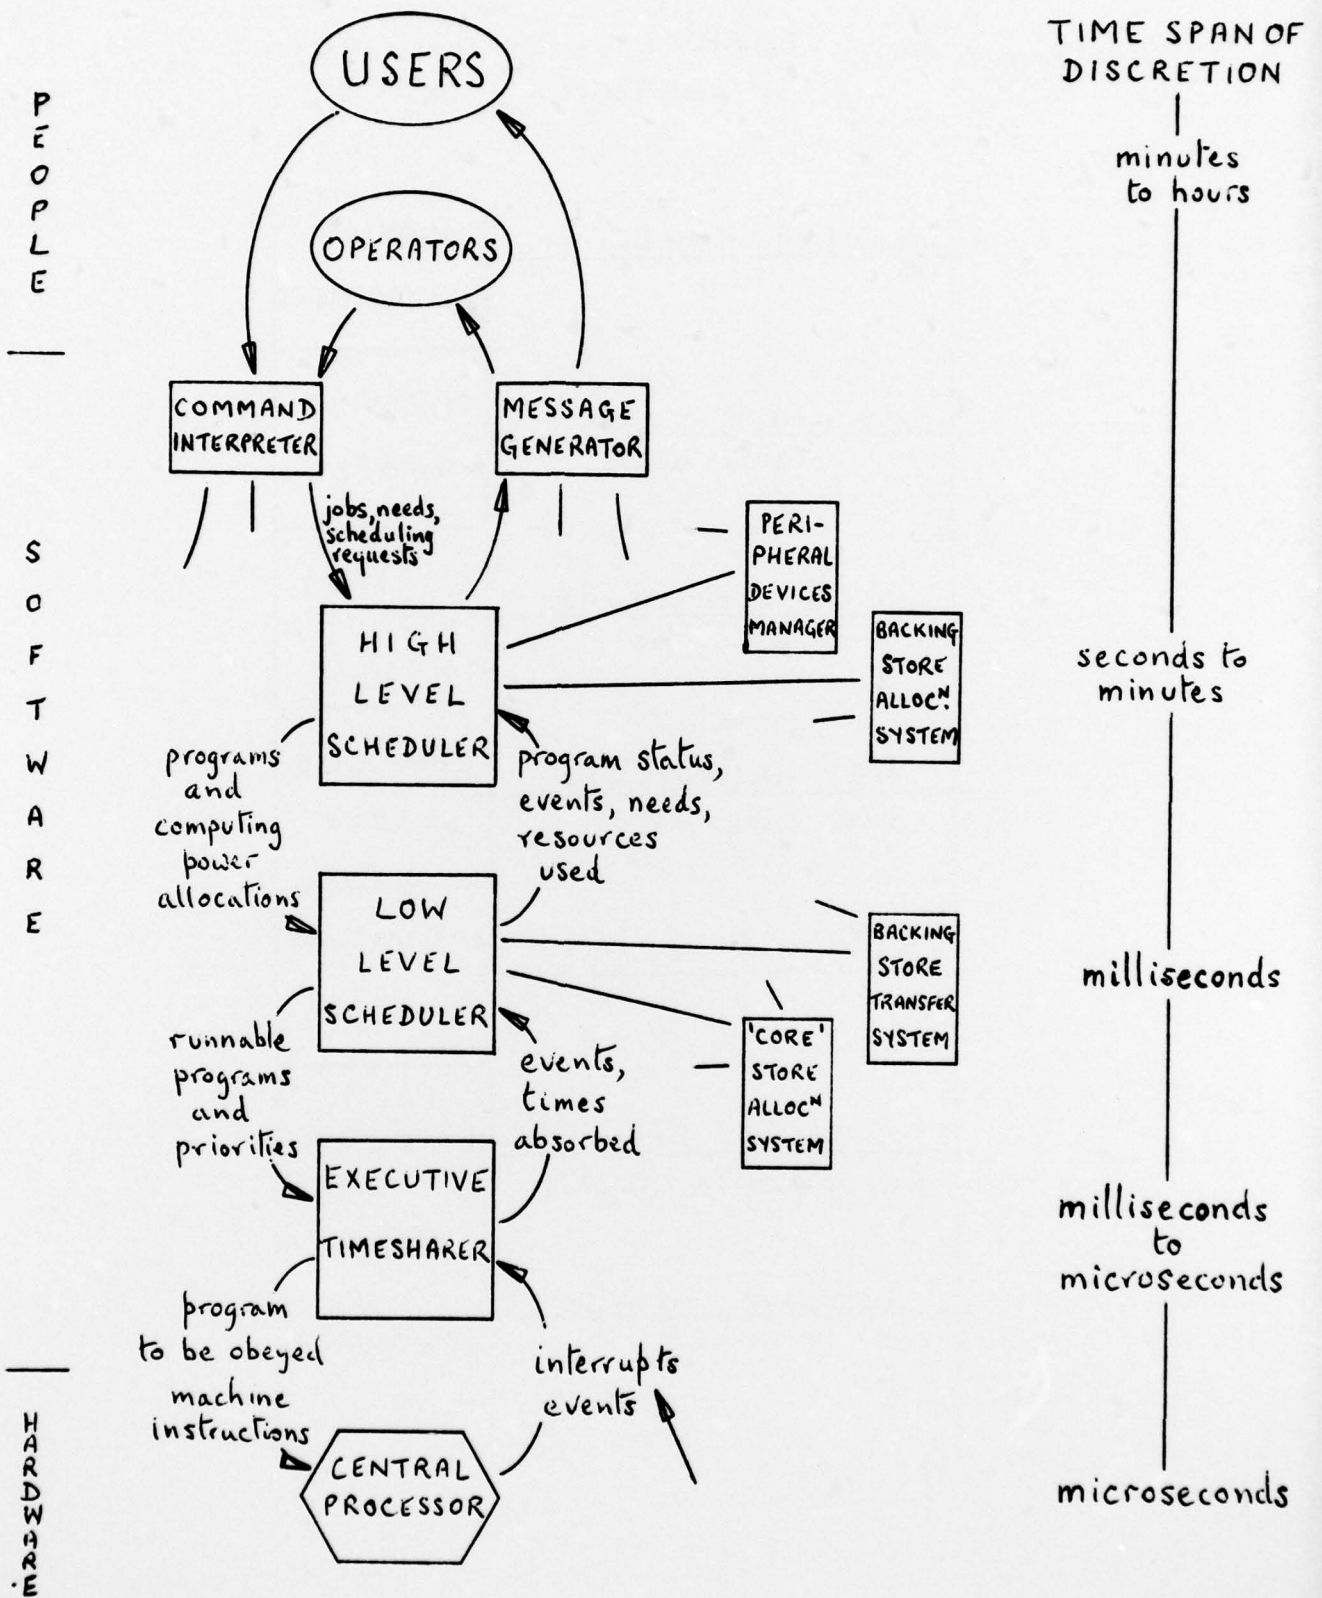 TIME SPAN OF
DISCRETION
USERS
PEOPLE
minutes
to hours
OPERATORS
COMMAND
INTERPRETER
MESSAGE
GENERATOR
jobs, needs,
scheduling
requests
PERI-
PHERAL
DEVICES
MANAGER
SOFTWARE
HIGH
LEVEL
SCHEDULER
BACKING
STORE
ALLOCN.
SYSTEM
seconds to
minutes
programs
and
computing
power
allocations
program status,
events, needs,
resources
used
LOW
LEVEL
SCHEDULER
BACKING
STORE
TRANSFER
SYSTEM
milliseconds
runnable
programs
and
priorities
events,
times
absorbed
'CORE'
STORE
ALLOCN
SYSTEM
EXECUTIVE
TIMESHARER
milliseconds
to
microseconds
program
to be obeyed
machine
instructions
interrupts
events
HARDWARE
CENTRAL
PROCESSOR
microseconds